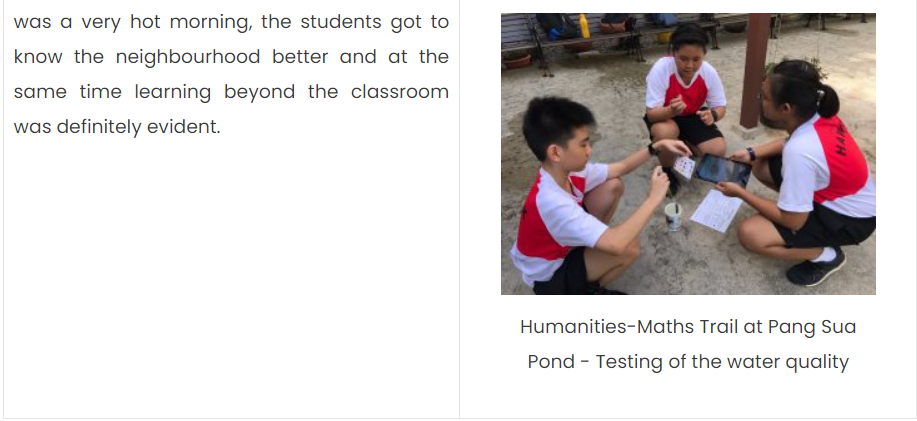 was a very hot morning, the students got to
know the neighbourhood better and at the
same time learning beyond the classroom
was definitely evident.
Humanities-Maths Trail at Pang Sua
Pond - Testing of the water quality